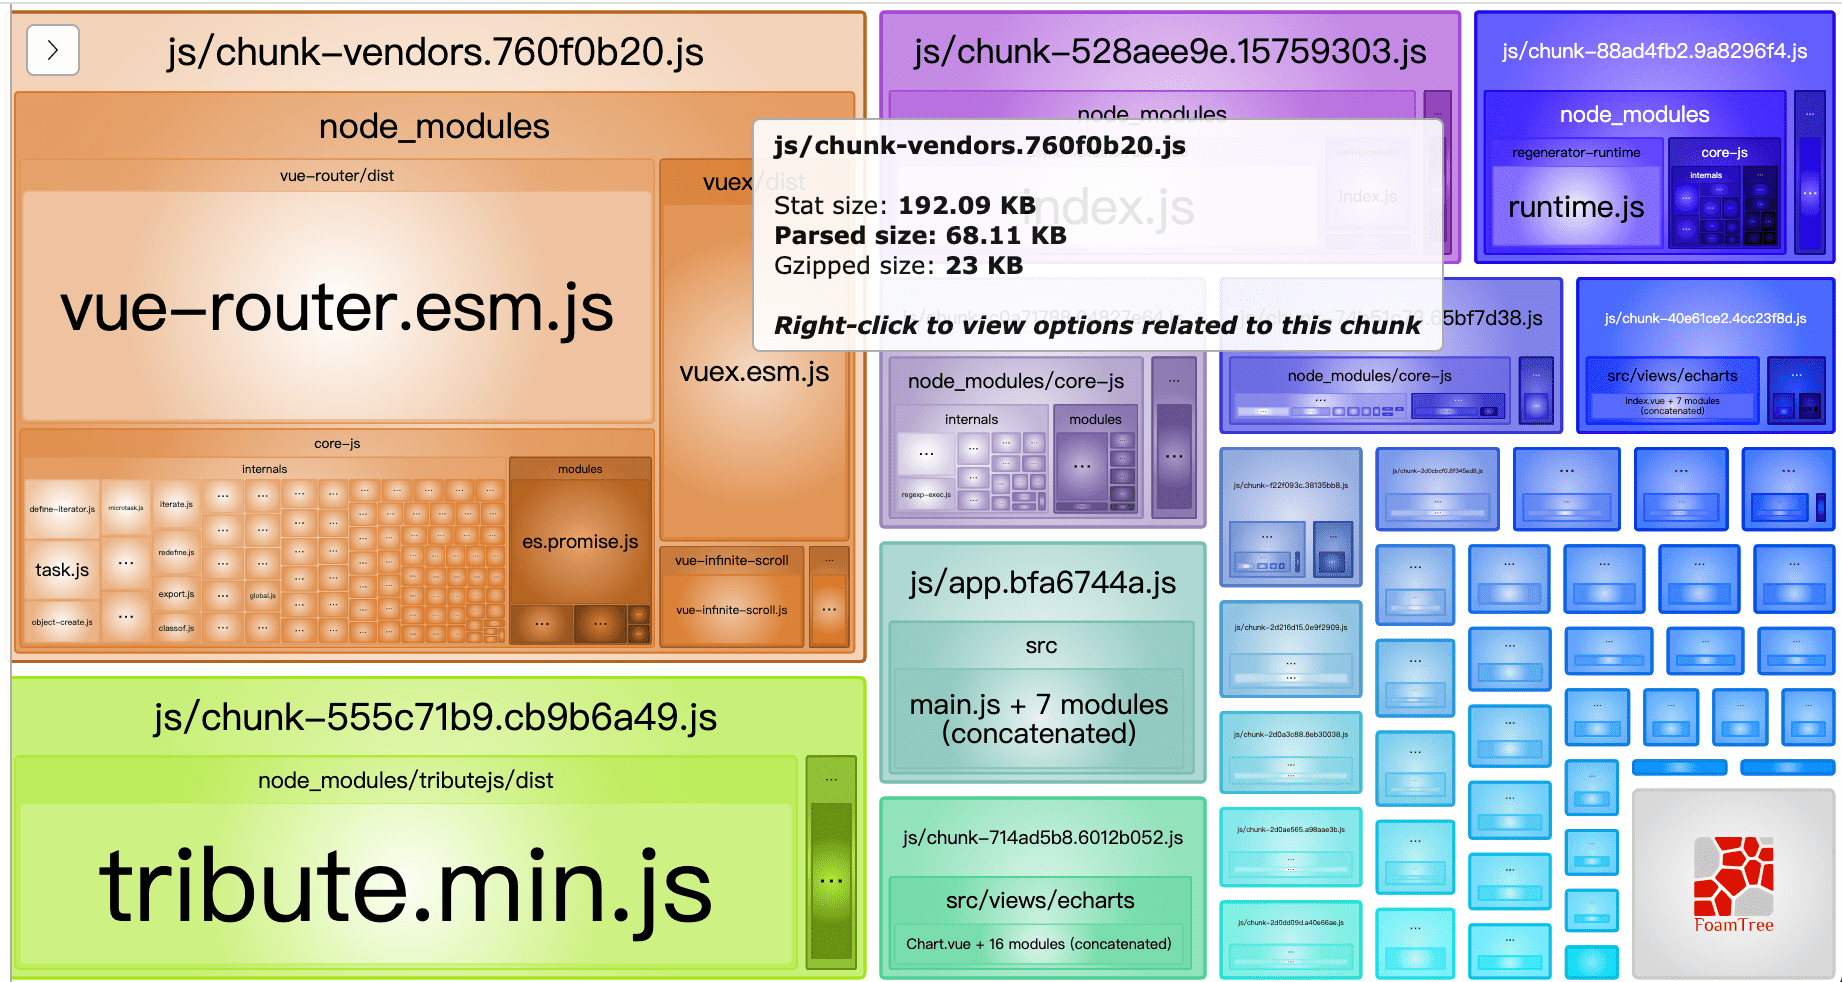 js/chunk-vendors.760f0b20.js
node_modules
vue-router/dist
vue-router.esm.js
vuex/dist
vuex.esm.js
core-js
internals
define-iterator.js
microtask.js
iterate.js
task.js
redefine.js
export.js
global.js
object-create.js
classof.js
modules
es.promise.js
vue-infinite-scroll
vue-infinite-scroll.js
js/chunk-555c71b9.cb9b6a49.js
node_modules/tributejs/dist
tribute.min.js
js/chunk-528aee9e.15759303.js
node_modules
index.js
index.js
js/chunk-vendors.760f0b20.js
Stat size: 192.09 KB
Parsed size: 68.11 KB
Gzipped size: 23 KB
Right-click to view options related to this chunk
js/chunk-88ad4fb2.9a8296f4.js
node_modules
regenerator-runtime
runtime.js
core-js
internals
65bf7d38.js
node_modules/core-js
js/chunk-40e61ce2.4cc23f8d.js
src/views/echarts
index.vue + 7 modules
(concatenated)
node_modules/core-js
internals
modules
regexp-exec.js
js/app.bfa6744a.js
src
main.js + 7 modules
(concatenated)
js/chunk-714ad5b8.6012b052.js
src/views/echarts
Chart.vue + 16 modules (concatenated)
js/chunk-f22f093c.38135bb8.js
js/chunk-2d0cbcf0.8f345ed8.js
js/chunk-2d216d15.0e9f2909.js
js/chunk-2d0a3c88.8eb30038.js
js/chunk-2d0ae565.a98aae3b.js
js/chunk-2d0dd09d.a40e66ae.js
FoamTree